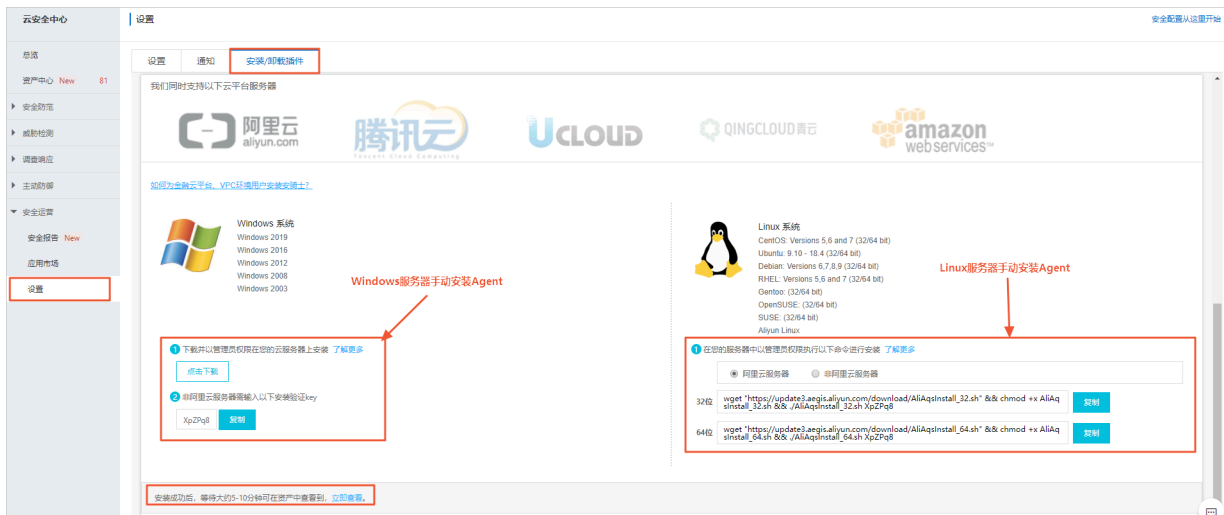 云安全中心
设置
安全配置从这里开始
总览
资产中心 New 81
安全防范
威胁检测
调查响应
主动防御
安全运营
安全报告 New
应用市场
设置
设置 通知 安装/卸载插件
我们同时支持以下云平台服务器
阿里云
aliyun.com
腾讯云
Tencent Cloud Computing
UCLOUD
QINGCLOUD青云
amazon
webservices™
如何为金融云平台、VPC环境用户安装安骑士?
Windows 系统
Windows 2019
Windows 2016
Windows 2012
Windows 2008
Windows 2003
Windows服务器手动安装Agent
1 下载并以管理员权限在您的云服务器上安装 了解更多
点击下载
2 非阿里云服务器需输入以下安装验证key
XpZPq8 复制
Linux 系统
CentOS: Versions 5,6 and 7 (32/64 bit)
Ubuntu: 9.10 - 18.4 (32/64 bit)
Debian: Versions 6,7,8,9 (32/64 bit)
RHEL: Versions 5,6 and 7 (32/64 bit)
Gentoo: (32/64 bit)
OpenSUSE: (32/64 bit)
SUSE: (32/64 bit)
Aliyun Linux
Linux服务器手动安装Agent
1 在您的服务器中以管理员权限执行以下命令进行安装 了解更多
阿里云服务器 非阿里云服务器
32位 wget "https://update3.aegis.aliyun.com/download/AliAqsInstall_32.sh" && chmod +x AliAq
sInstall_32.sh && ./AliAqsInstall_32.sh XpZPq8
复制
64位 wget "https://update3.aegis.aliyun.com/download/AliAqsInstall_64.sh" && chmod +x AliAq
sInstall_64.sh && ./AliAqsInstall_64.sh XpZPq8
复制
安装成功后，等待大约5-10分钟可在资产中查看到，立即查看。